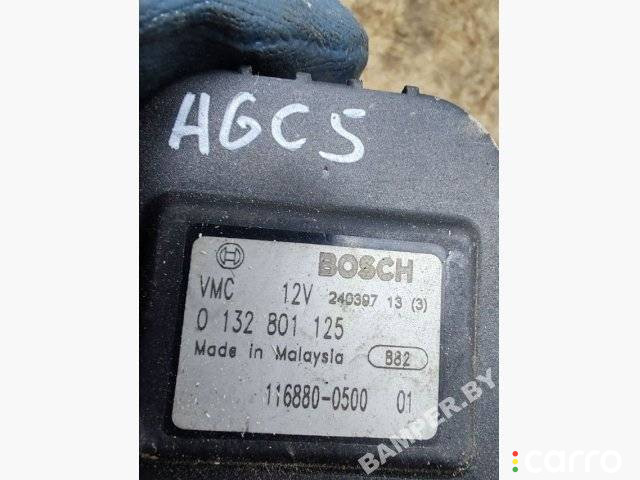 AGC5
BOSCH
VMC 12V 240397 13 (3)
0 132 801 125
Made in Malaysia B82
116880-0500 01
BAMPER.BY
carro